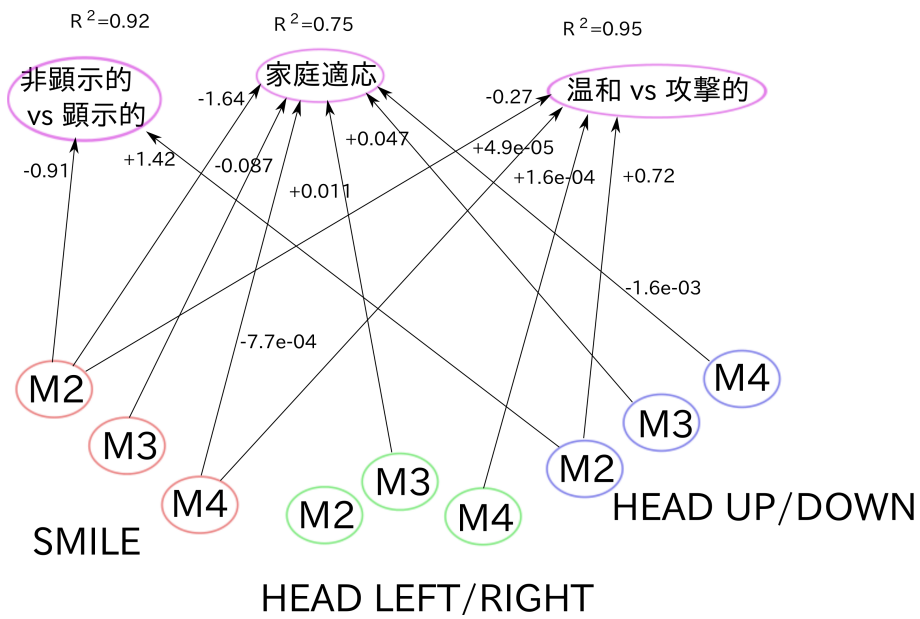 R²=0.92
R²=0.75
R²=0.95
非顕示的
vs 顕示的
家庭適応
温和 vs 攻撃的
-1.64
-0.27
+0.047
+4.9e-05
-0.91
+1.42
-0.087
+1.6e-04
+0.72
+0.011
-1.6e-03
-7.7e-04
M2
M3
M4
M2
M3
M4
M2
M3
M4
SMILE
HEAD LEFT/RIGHT
HEAD UP/DOWN